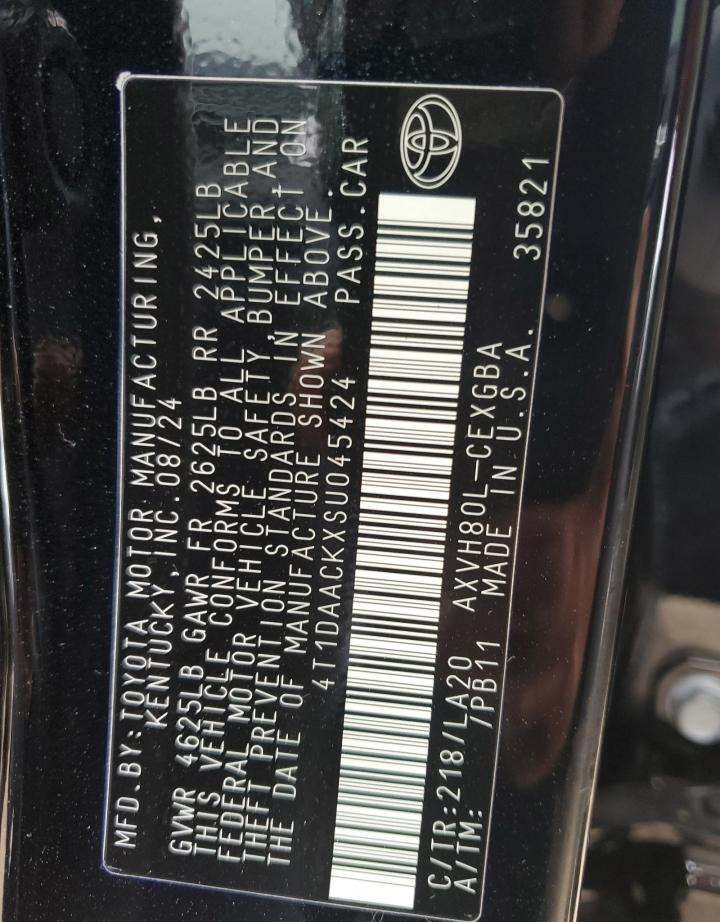 MFD.BY:TOYOTA MOTOR MANUFACTURING,
KENTUCKY,INC.08/24
GVWR 4625LB GAWR FR 2625LB RR 2425LB
THIS VEHICLE CONFORMS TO ALL APPLICABLE
FEDERAL MOTOR VEHICLE SAFETY,BUMPER AND
THEFT PREVENTION STANDARDS IN EFFECT ON
THE DATE OF MANUFACTURE SHOWN ABOVE.
4T1DAACKXSU045424 PASS.CAR
C/TR:218/LA20 AXVH80L-CEXGBA
A/TM: /PB11 MADE IN U.S.A. 35821